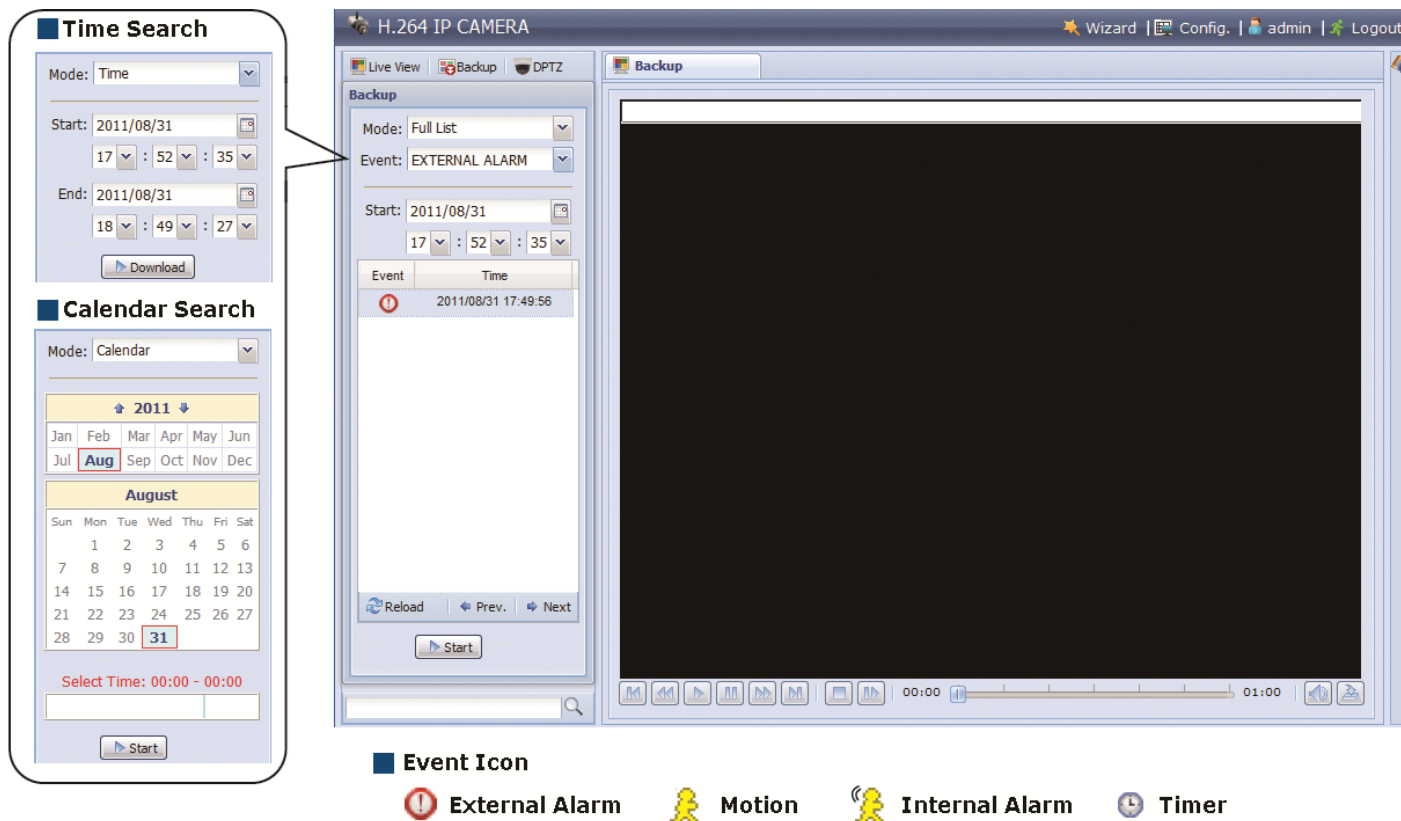 Time Search
Mode: Time
Start: 2011/08/31
17 : 52 : 35
End: 2011/08/31
18 : 49 : 27
Download
Calendar Search
Mode: Calendar
2011
Jan Feb Mar Apr May Jun
Jul Aug Sep Oct Nov Dec
August
Sun Mon Tue Wed Thu Fri Sat
1 2 3 4 5 6
7 8 9 10 11 12 13
14 15 16 17 18 19 20
21 22 23 24 25 26 27
28 29 30 31
Select Time: 00:00 - 00:00
Start
H.264 IP CAMERA
Wizard | Config. | admin | Logout
Live View Backup DPTZ
Backup
Mode: Full List
Event: EXTERNAL ALARM
Start: 2011/08/31
17 : 52 : 35
Event Time
2011/08/31 17:49:56
Reload Prev. Next
Start
Backup
00:00 01:00
Event Icon
External Alarm Motion Internal Alarm Timer